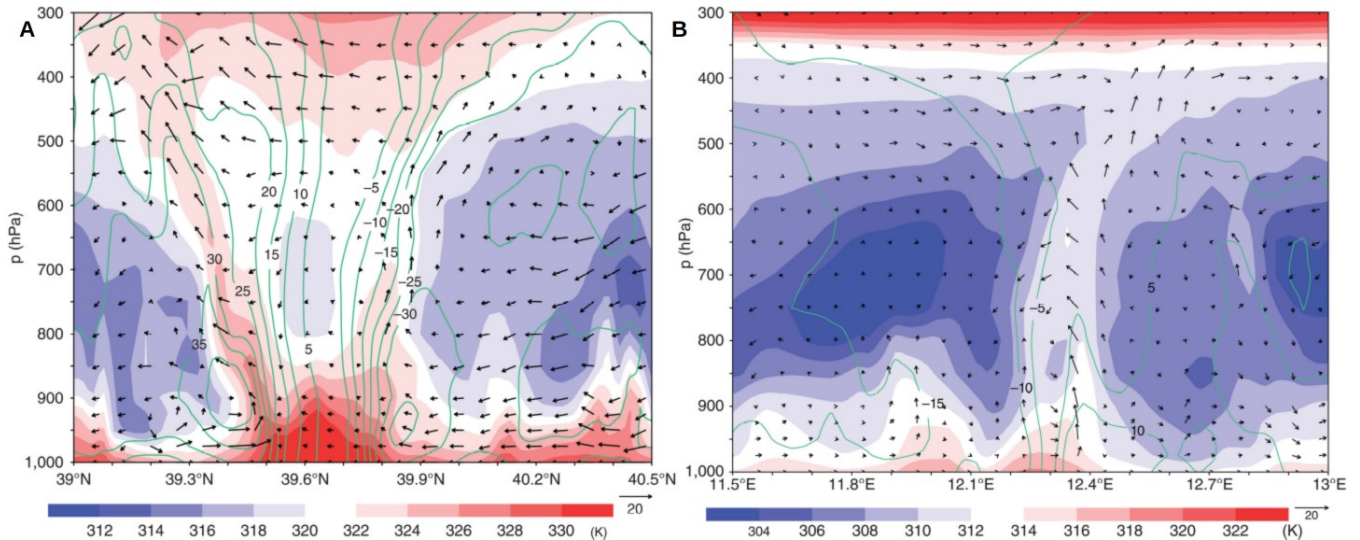 A
B
p (hPa)
300
400
500
600
700
800
900
1,000
20
10
-5
-20
-10
-15
30
15
25
-25
-30
35
5
39°N
39.3°N
39.6°N
39.9°N
40.2°N
40.5°N
312 314 316 318 320 322 324 326 328 330 (K) 20
p (hPa)
300
400
500
600
700
800
900
1,000
5
-5
-10
-15
10
11.5°E
11.8°E
12.1°E
12.4°E
12.7°E
13°E
304 306 308 310 312 314 316 318 320 322 (K) 20